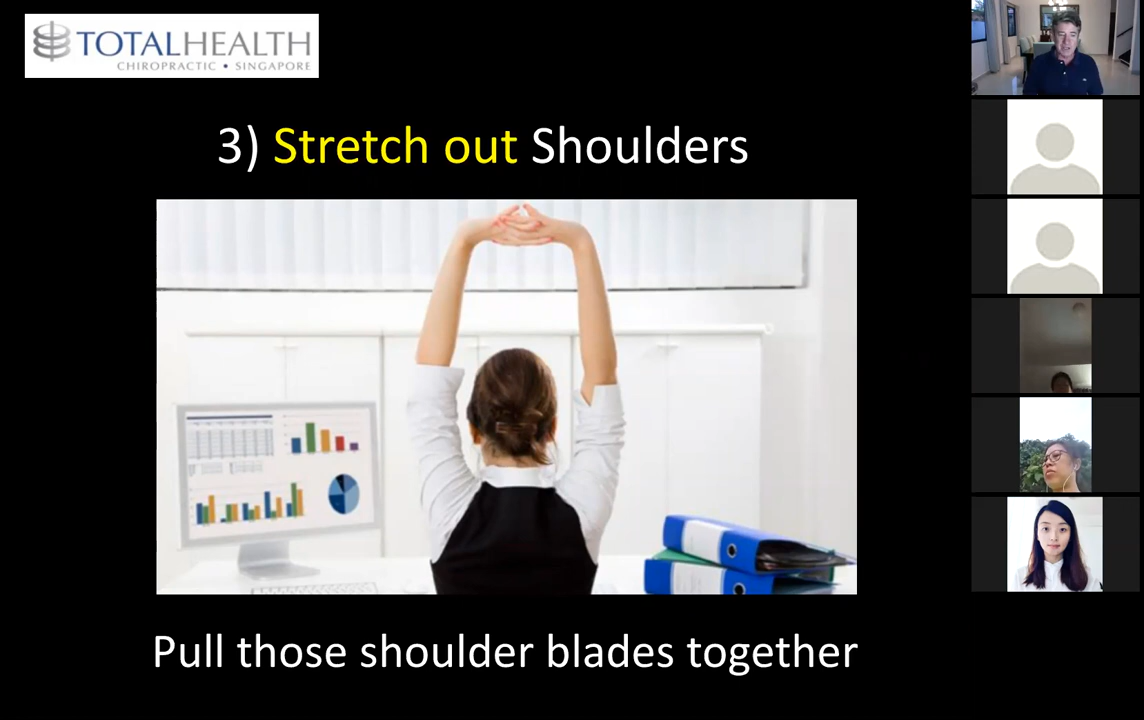 TOTALHEALTH
CHIROPRACTIC • SINGAPORE
3) Stretch out Shoulders
Pull those shoulder blades together